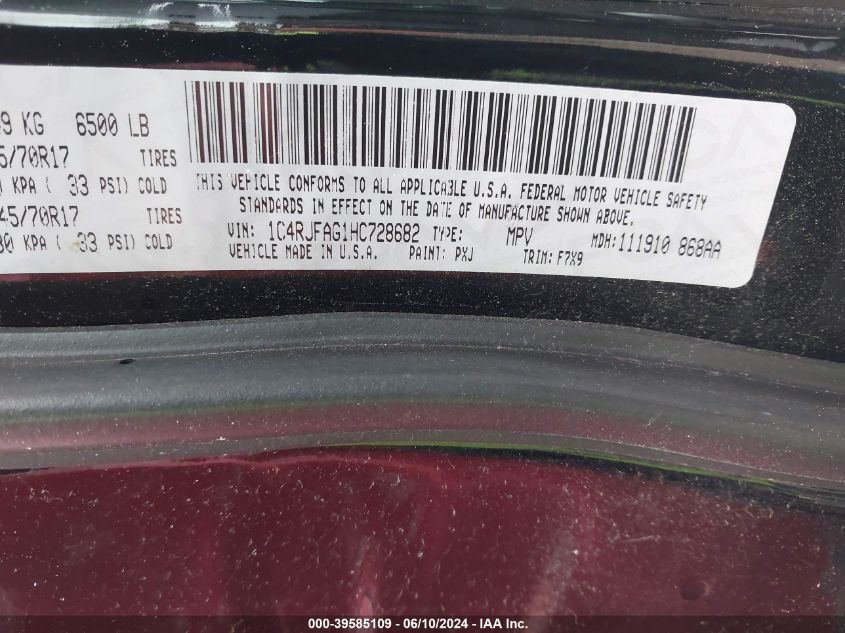 9 KG 6500 LB
5/70R17 TIRES
KPA ( 33 PSI) COLD
45/70R17 TIRES
30 KPA ( 33 PSI) COLD
THIS VEHICLE CONFORMS TO ALL APPLICABLE U.S.A. FEDERAL MOTOR VEHICLE SAFETY
STANDARDS IN EFFECT ON THE DATE OF MANUFACTURE SHOWN ABOVE.
VIN: 1C4RJFAG1HC728682 TYPE: MPV MDH:111910 868AA
VEHICLE MADE IN U.S.A. PAINT: PXJ TRIM: F7X9
000-39585109 - 06/10/2024 - IAA Inc.